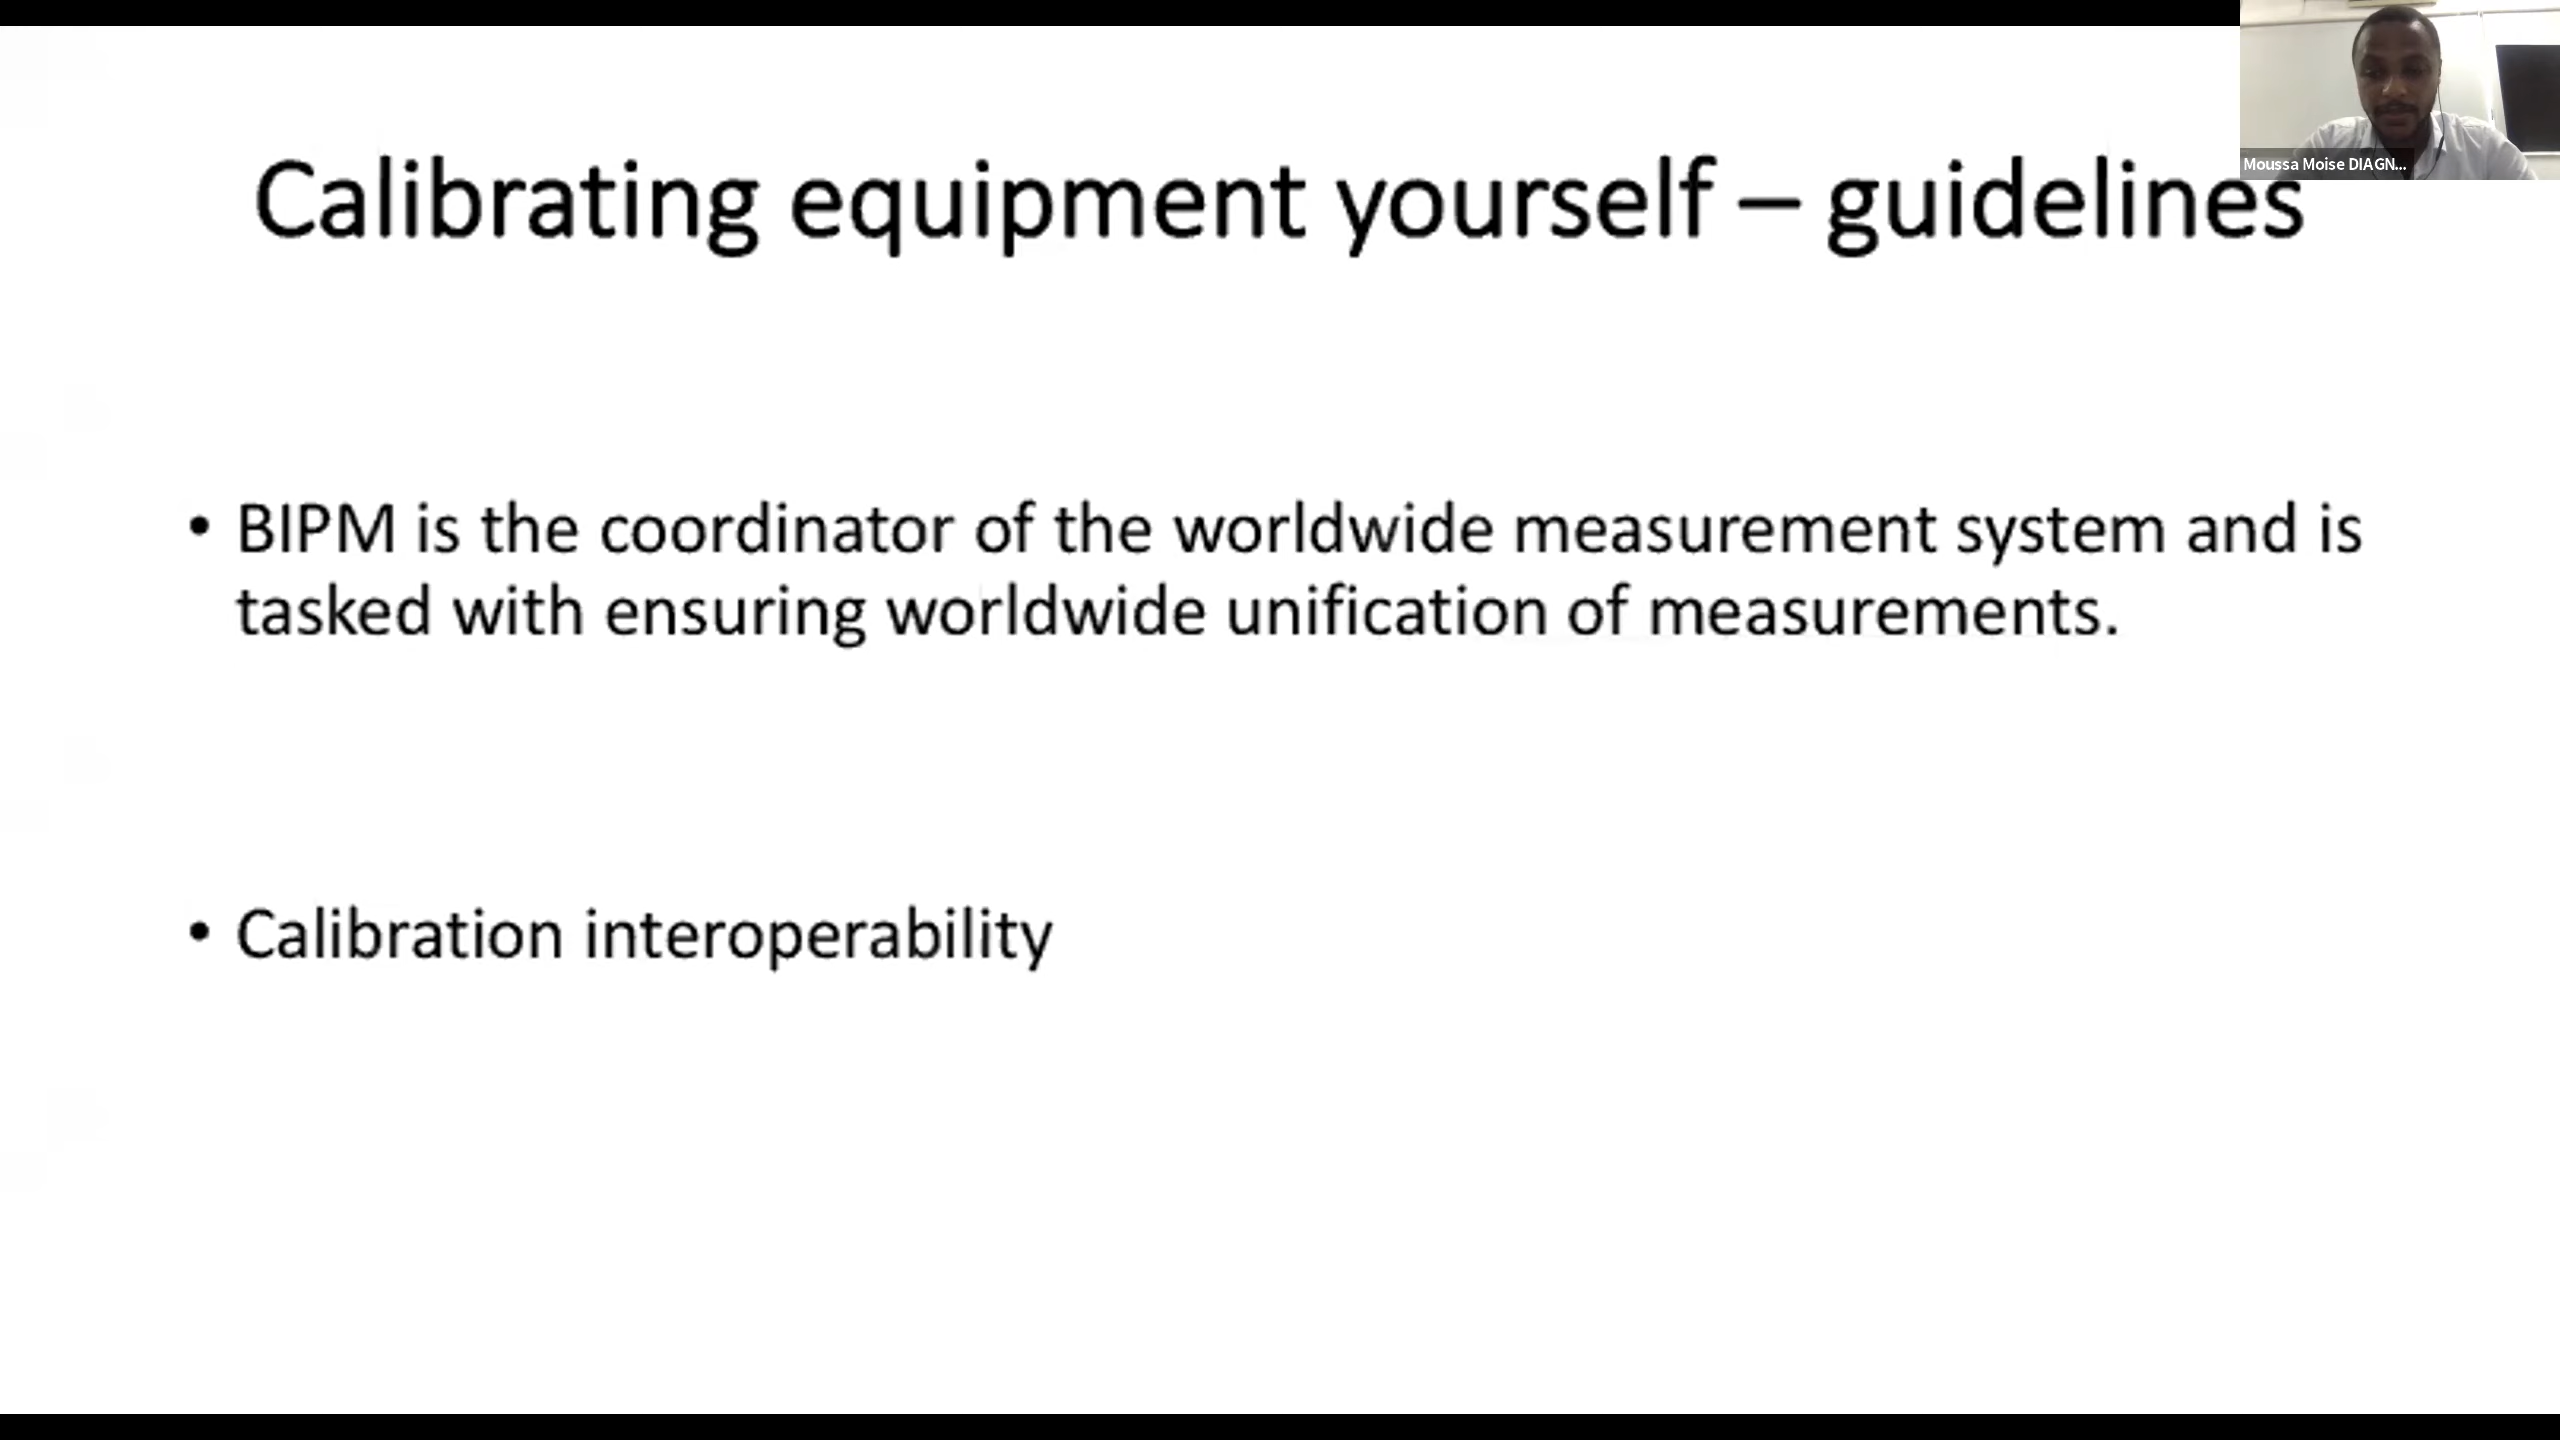 Calibrating equipment yourself – guidelines
Moussa Moise DIAGN...
• BIPM is the coordinator of the worldwide measurement system and is
tasked with ensuring worldwide unification of measurements.
• Calibration interoperability